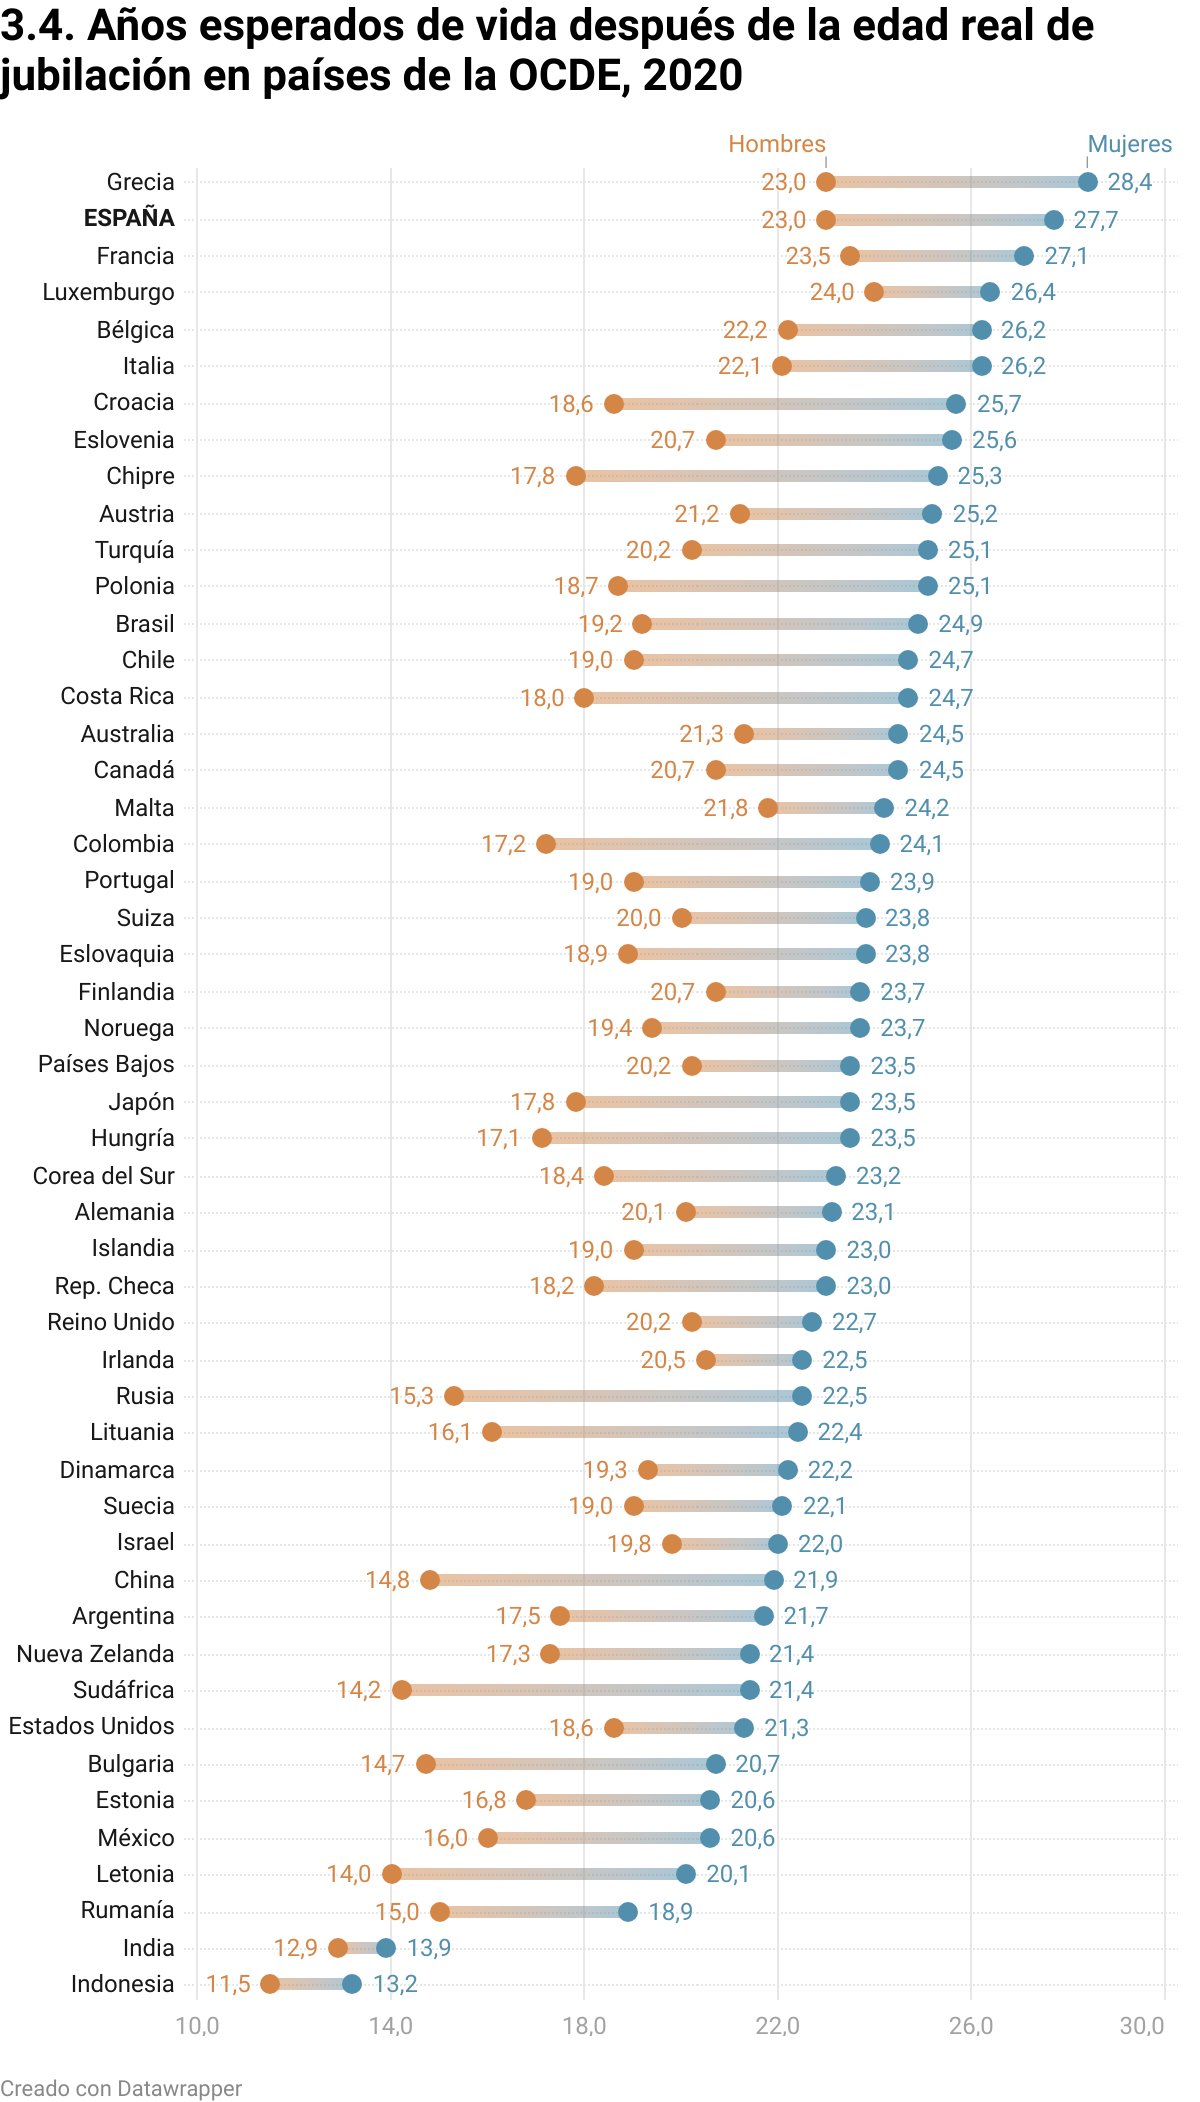 3.4. Años esperados de vida después de la edad real de
jubilación en países de la OCDE, 2020
Hombres Mujeres
Grecia 23,0 28,4
ESPAÑA 23,0 27,7
Francia 23,5 27,1
Luxemburgo 24,0 26,4
Bélgica 22,2 26,2
Italia 22,1 26,2
Croacia 18,6 25,7
Eslovenia 20,7 25,6
Chipre 17,8 25,3
Austria 21,2 25,2
Turquía 20,2 25,1
Polonia 18,7 25,1
Brasil 19,2 24,9
Chile 19,0 24,7
Costa Rica 18,0 24,7
Australia 21,3 24,5
Canadá 20,7 24,5
Malta 21,8 24,2
Colombia 17,2 24,1
Portugal 19,0 23,9
Suiza 20,0 23,8
Eslovaquia 18,9 23,8
Finlandia 20,7 23,7
Noruega 19,4 23,7
Países Bajos 20,2 23,5
Japón 17,8 23,5
Hungría 17,1 23,5
Corea del Sur 18,4 23,2
Alemania 20,1 23,1
Islandia 19,0 23,0
Rep. Checa 18,2 23,0
Reino Unido 20,2 22,7
Irlanda 20,5 22,5
Rusia 15,3 22,5
Lituania 16,1 22,4
Dinamarca 19,3 22,2
Suecia 19,0 22,1
Israel 19,8 22,0
China 14,8 21,9
Argentina 17,5 21,7
Nueva Zelanda 17,3 21,4
Sudáfrica 14,2 21,4
Estados Unidos 18,6 21,3
Bulgaria 14,7 20,7
Estonia 16,8 20,6
México 16,0 20,6
Letonia 14,0 20,1
Rumanía 15,0 18,9
India 12,9 13,9
Indonesia 11,5 13,2
10,0 14,0 18,0 22,0 26,0 30,0
Creado con Datawrapper